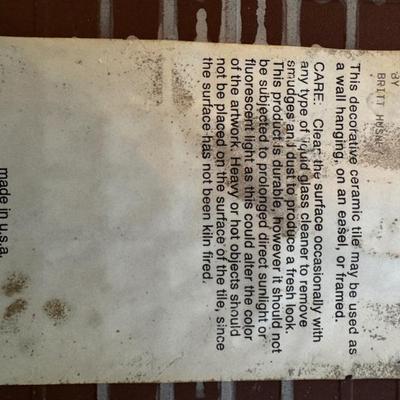 BY
BRITT HUSN
This decorative ceramic tile may be used as
a wall hanging, on an easel, or framed.
CARE: Clean the surface occasionally with
any type of liquid glass cleaner to remove
smudges and dust to produce a fresh look.
This product is durable, however it should not
be subjected to prolonged direct sunlight or
fluorescent light as this could alter the color
of the artwork. Heavy or hot objects should
not be placed on the surface of the tile, since
the surface has not been kiln fired.
made in u.s.a.